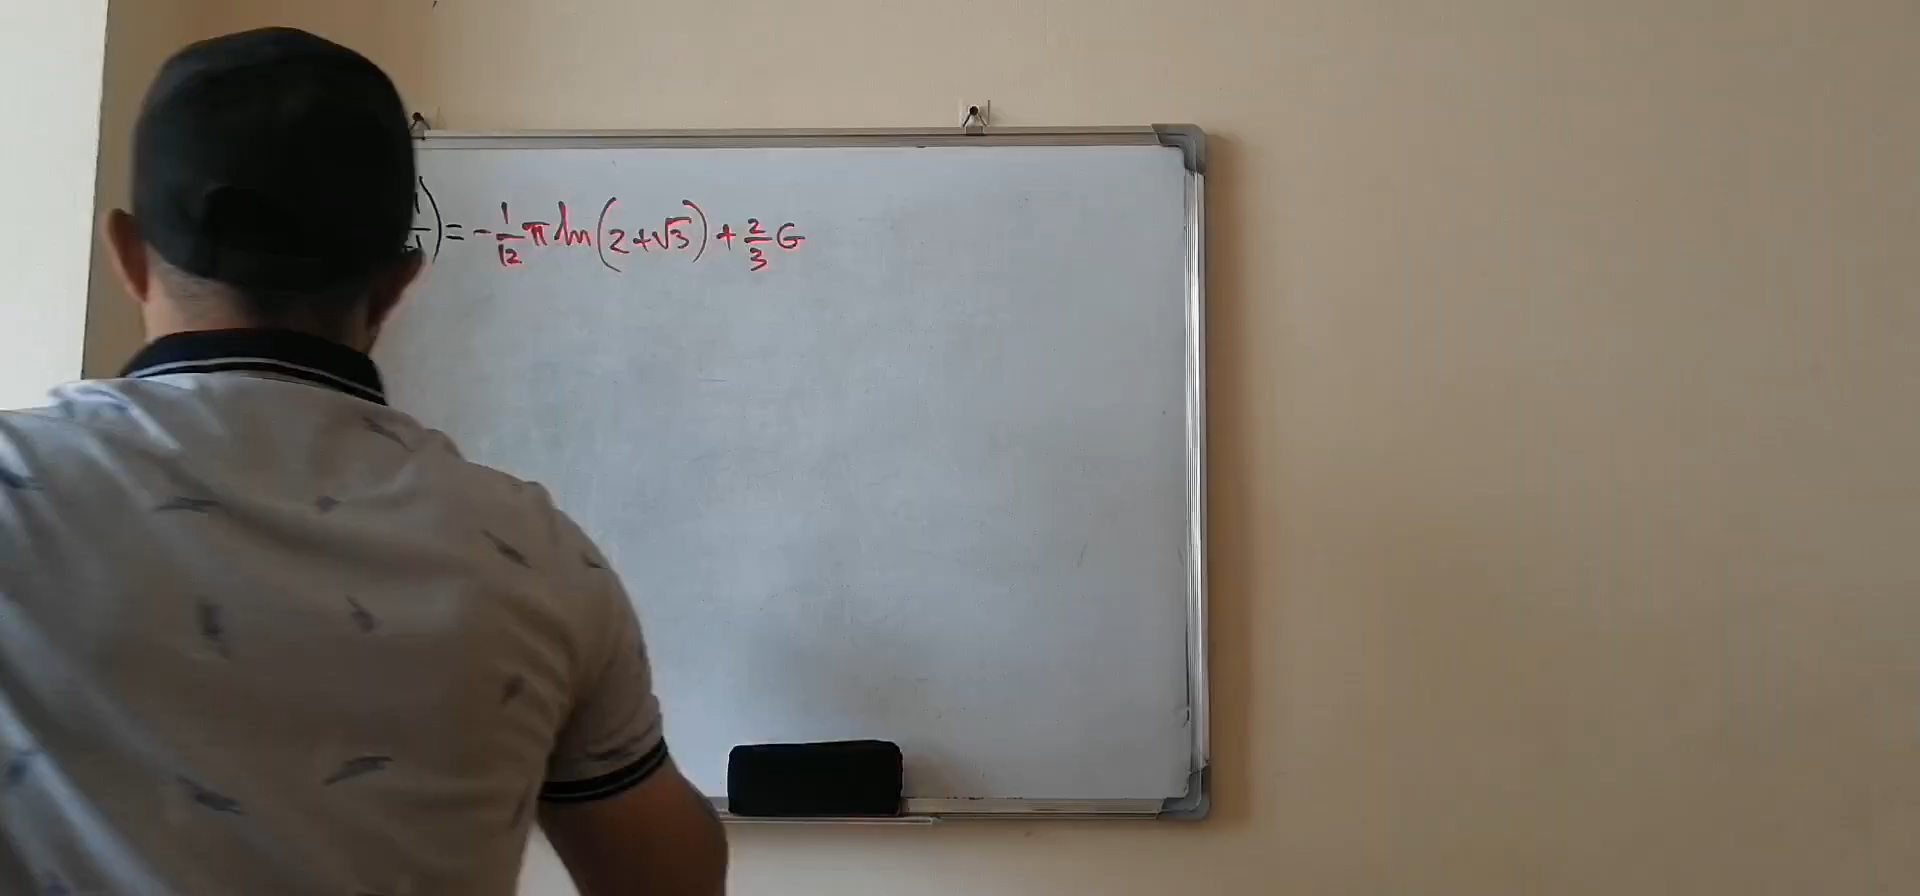 ) = - 1/12 π ln(2+√3) + 2/3 G